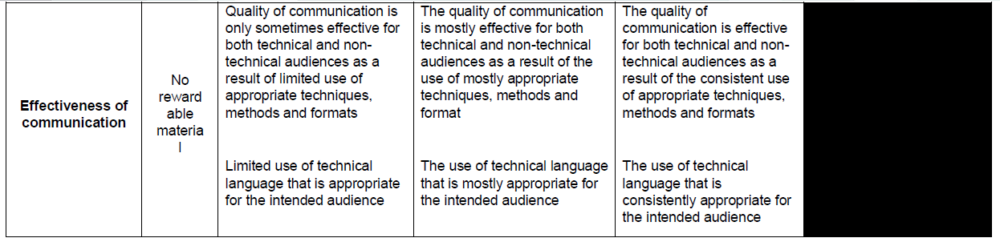 Effectiveness of
communication
No
reward
able
materia
l
Quality of communication is
only sometimes effective for
both technical and non-
technical audiences as a
result of limited use of
appropriate techniques,
methods and formats
Limited use of technical
language that is appropriate
for the intended audience
The quality of communication
is mostly effective for both
technical and non-technical
audiences as a result of the
use of mostly appropriate
techniques, methods and
format
The use of technical language
that is mostly appropriate for
the intended audience
The quality of
communication is effective
for both technical and non-
technical audiences as a
result of the consistent use
of appropriate techniques,
methods and formats
The use of technical
language that is
consistently appropriate for
the intended audience